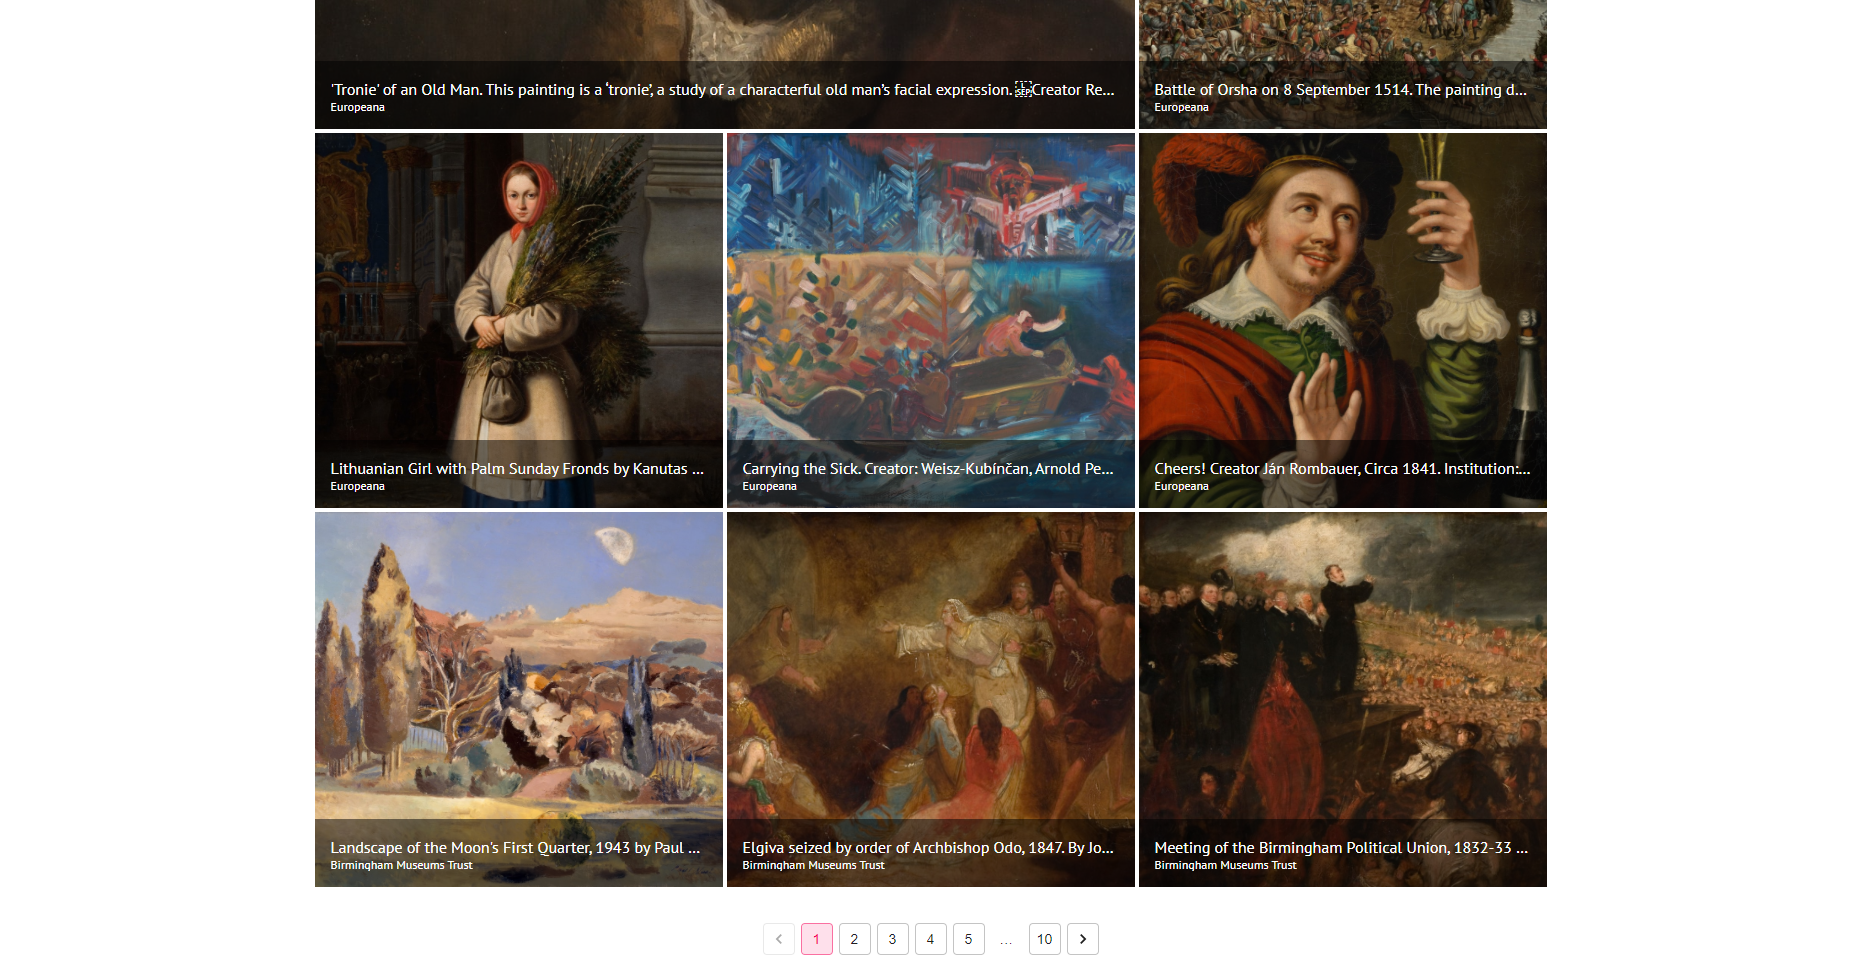 'Tronie' of an Old Man. This painting is a ‘tronie’, a study of a characterful old man’s facial expression. Creator Re...
Europeana
Battle of Orsha on 8 September 1514. The painting d...
Europeana
Lithuanian Girl with Palm Sunday Fronds by Kanutas ...
Europeana
Carrying the Sick. Creator: Weisz-Kubínčan, Arnold Pe...
Europeana
Cheers! Creator Ján Rombauer, Circa 1841. Institution:...
Europeana
Landscape of the Moon's First Quarter, 1943 by Paul ...
Birmingham Museums Trust
Elgiva seized by order of Archbishop Odo, 1847. By Jo...
Birmingham Museums Trust
Meeting of the Birmingham Political Union, 1832-33 ...
Birmingham Museums Trust
1 2 3 4 5 ... 10